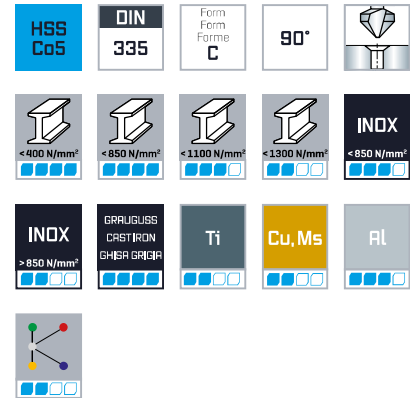 HSS
Co5
DIN
335
Form
Form
Forme
C
90°
<400 N/mm²
<850 N/mm²
<1100 N/mm²
<1300 N/mm²
INOX
<850 N/mm²
INOX
>850 N/mm²
GRAUGUSS
CAST IRON
GHISA GRIGIA
Ti
Cu, Ms
Al